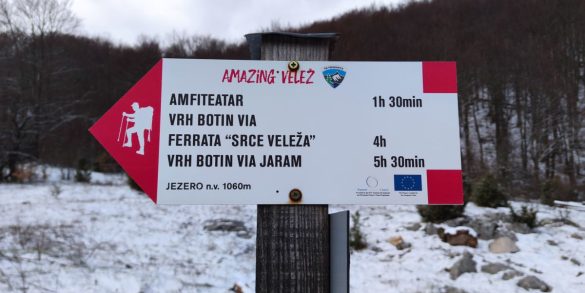 AMAZING VELEŽ
AMFITEATAR 1h 30min
VRH BOTIN VIA
FERRATA "SRCE VELEŽA" 4h
VRH BOTIN VIA JARAM 5h 30min
JEZERO n.v. 1060m